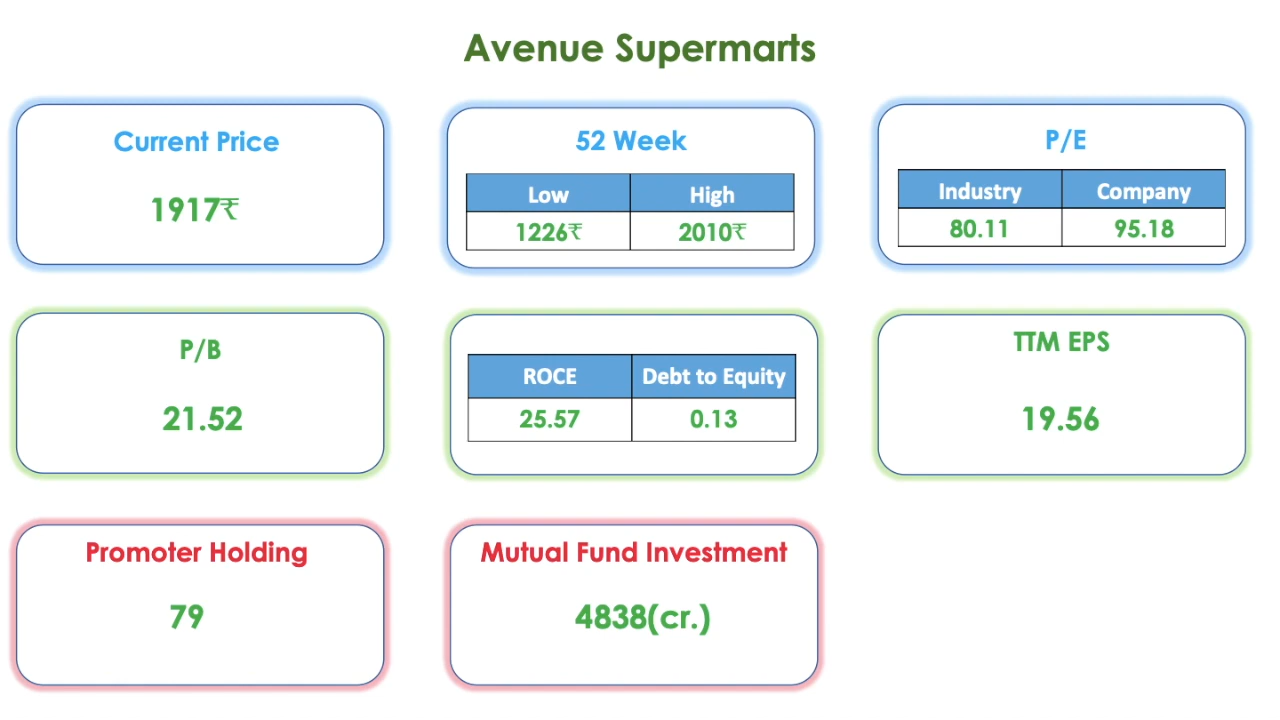 Avenue Supermarts
Current Price
1917₹
52 Week
Low High
1226₹ 2010₹
P/E
Industry Company
80.11 95.18
P/B
21.52
ROCE Debt to Equity
25.57 0.13
TTM EPS
19.56
Promoter Holding
79
Mutual Fund Investment
4838(cr.)